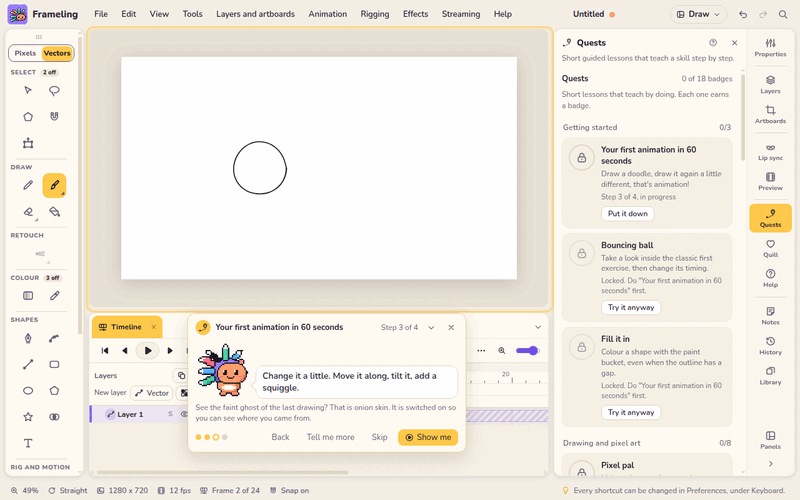 Frameling
File
Edit
View
Tools
Layers and artboards
Animation
Rigging
Effects
Streaming
Help
Untitled
Draw
Pixels
Vectors
SELECT
2 off
DRAW
RETOUCH
COLOUR
3 off
SHAPES
RIG AND MOTION
Timeline
Layers
New layer
Vector
Layer 1
S
20
Your first animation in 60 seconds
Step 3 of 4
Change it a little. Move it along, tilt it, add a
squiggle.
See the faint ghost of the last drawing? That is onion skin. It is switched on so
you can see where you came from.
Back
Tell me more
Skip
Show me
Quests
Short guided lessons that teach a skill step by step.
Quests
0 of 18 badges
Short lessons that teach by doing. Each one earns
a badge.
Getting started
0/3
Your first animation in 60
seconds
Draw a doodle, draw it again a little
different, that's animation!
Step 3 of 4, in progress
Put it down
Bouncing ball
Take a look inside the classic first
exercise, then change its timing.
Locked. Do "Your first animation in 60
seconds" first.
Try it anyway
Fill it in
Colour a shape with the paint
bucket, even when the outline has a
gap.
Locked. Do "Your first animation in 60
seconds" first.
Try it anyway
Drawing and pixel art
0/8
Pixel pal
Properties
Layers
Artboards
Lip sync
Preview
Quests
Quill
Help
Notes
History
Library
Panels
49%
Straight
1280 x 720
12 fps
Frame 2 of 24
Snap on
Every shortcut can be changed in Preferences, under Keyboard.